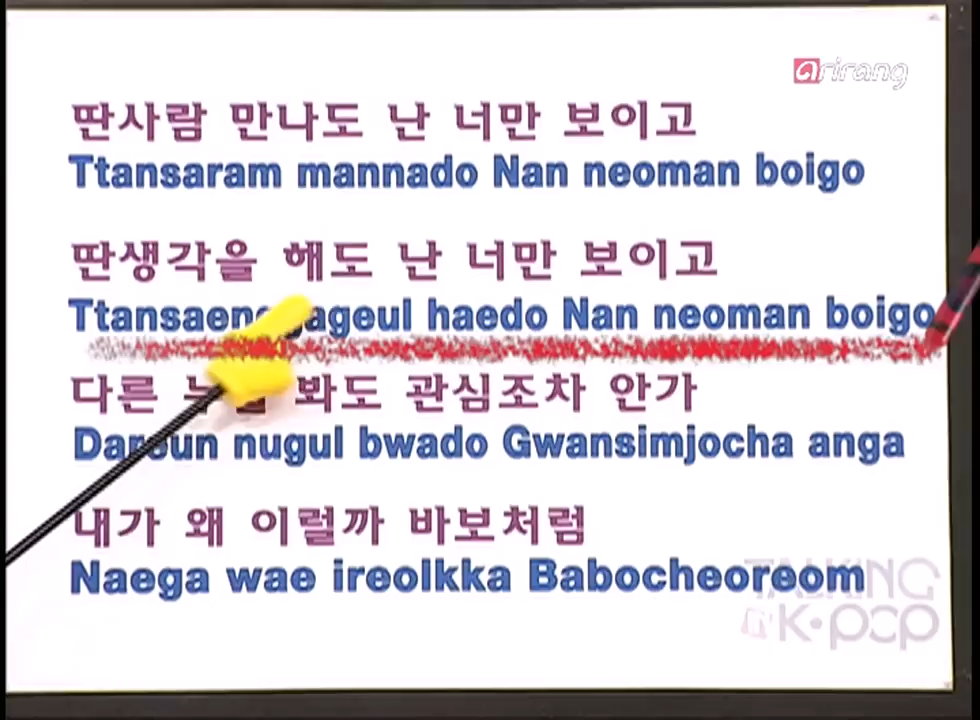 arirang
딴사람 만나도 난 너만 보이고
Ttansaram mannado Nan neoman boigo
딴생각을 해도 난 너만 보이고
haedo Nan neoman boigo
다른 봐도 관심조차 안가
Dareun nugul bwado Gwansimjocha anga
내가 왜 이럴까 바보처럼
Naega wae ireolkka Babocheoreom
TALKING
IN K·POP